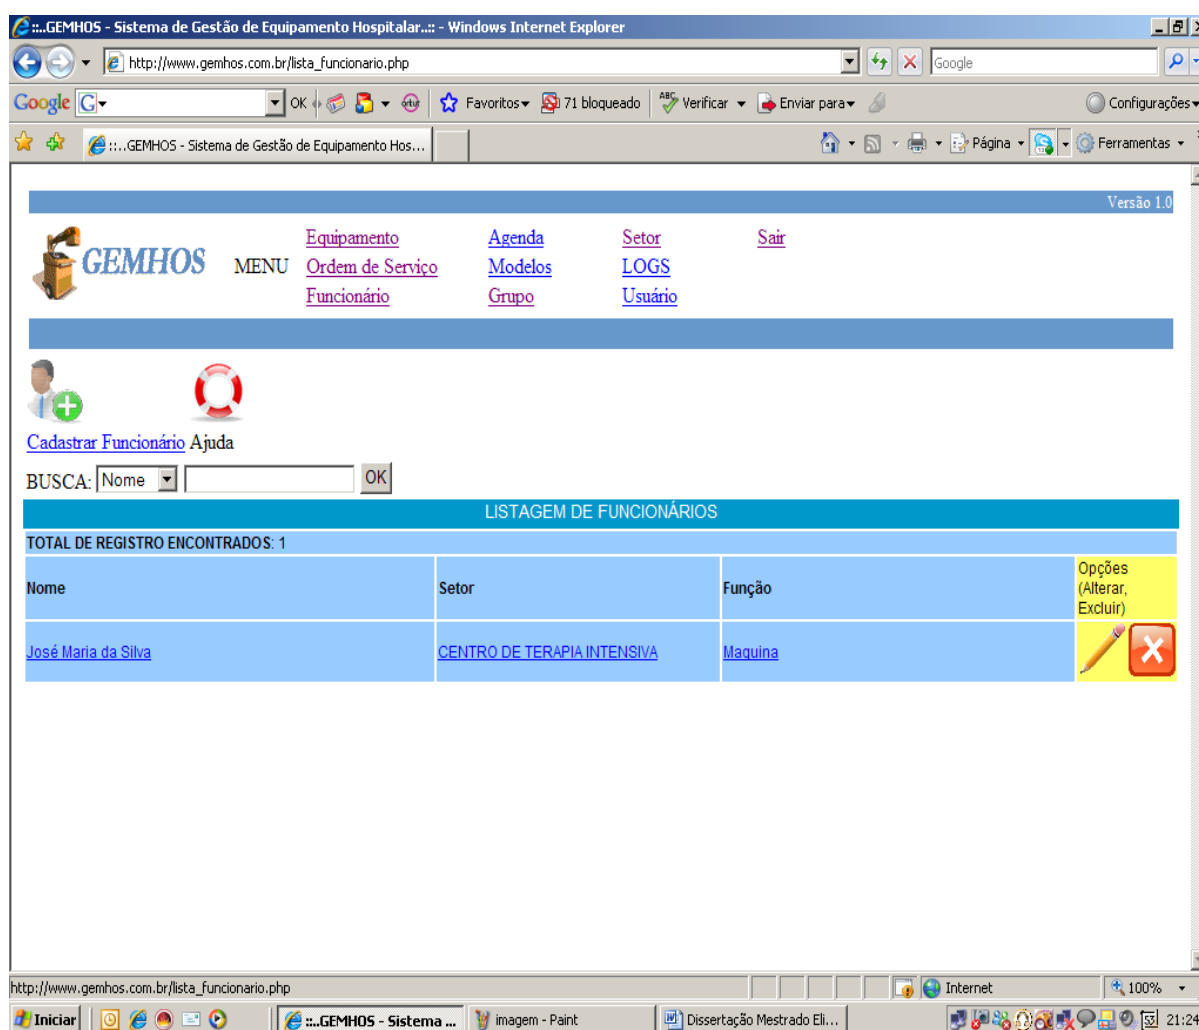 ::..GEMHOS - Sistema de Gestão de Equipamento Hospitalar..:: - Windows Internet Explorer
http://www.gemhos.com.br/lista_funcionario.php Google
Google G OK Favoritos 71 bloqueado ABC Verificar Enviar para Configurações
::..GEMHOS - Sistema de Gestão de Equipamento Hos... Página Ferramentas
Versão 1.0
Equipamento Agenda Setor Sair
GEMHOS MENU Ordem de Serviço Modelos LOGS
Funcionário Grupo Usuário
Cadastrar Funcionário Ajuda
BUSCA: Nome OK
LISTAGEM DE FUNCIONÁRIOS
TOTAL DE REGISTRO ENCONTRADOS: 1
Nome Setor Função Opções
(Alterar,
Excluir)
José Maria da Silva CENTRO DE TERAPIA INTENSIVA Maquina
http://www.gemhos.com.br/lista_funcionario.php Internet 100%
Iniciar ::..GEMHOS - Sistema ... imagem - Paint Dissertação Mestrado Eli... 21:24